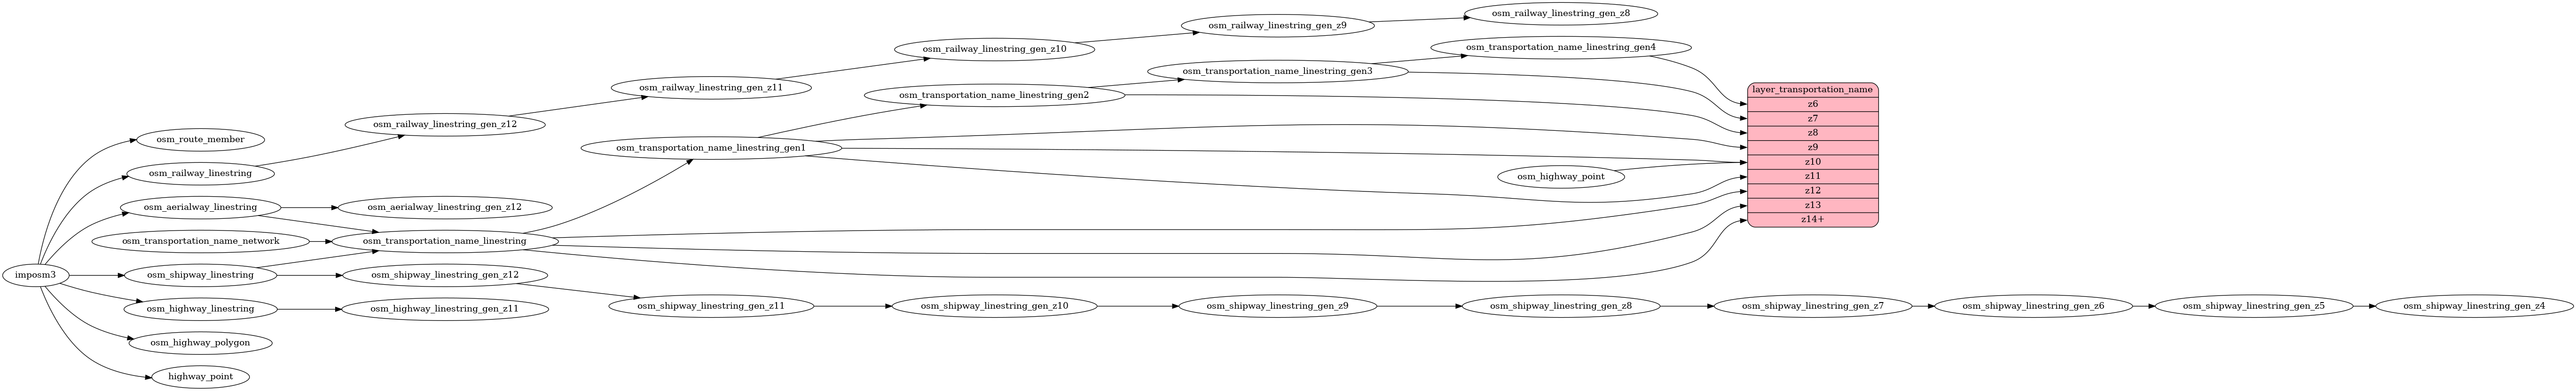 imposm3
osm_route_member
osm_railway_linestring
osm_aerialway_linestring
osm_transportation_name_network
osm_shipway_linestring
osm_highway_linestring
osm_highway_polygon
highway_point
osm_railway_linestring_gen_z12
osm_aerialway_linestring_gen_z12
osm_transportation_name_linestring
osm_shipway_linestring_gen_z12
osm_highway_linestring_gen_z11
osm_railway_linestring_gen_z11
osm_transportation_name_linestring_gen1
osm_shipway_linestring_gen_z11
osm_railway_linestring_gen_z10
osm_transportation_name_linestring_gen2
osm_shipway_linestring_gen_z10
osm_railway_linestring_gen_z9
osm_transportation_name_linestring_gen3
osm_shipway_linestring_gen_z9
osm_railway_linestring_gen_z8
osm_transportation_name_linestring_gen4
osm_highway_point
osm_shipway_linestring_gen_z8
layer_transportation_name
z6
z7
z8
z9
z10
z11
z12
z13
z14+
osm_shipway_linestring_gen_z7
osm_shipway_linestring_gen_z6
osm_shipway_linestring_gen_z5
osm_shipway_linestring_gen_z4